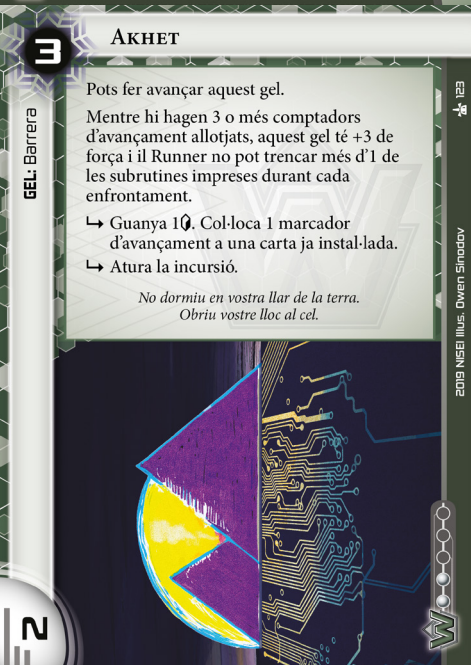 3
AKHET
Pots fer avançar aquest gel.
Mentre hi hagen 3 o més comptadors
d'avançament allotjats, aquest gel té +3 de
força i il Runner no pot trencar més d'1 de
les subrutines impreses durant cada
enfrontament.
↳ Guanya 1. Col·loca 1 marcador
d'avançament a una carta ja instal·lada.
↳ Atura la incursió.
No dormiu en vostra llar de la terra.
Obriu vostre lloc al cel.
GEL: Barrera
2
123
2019 NISEI Illus. Owen Sinodov